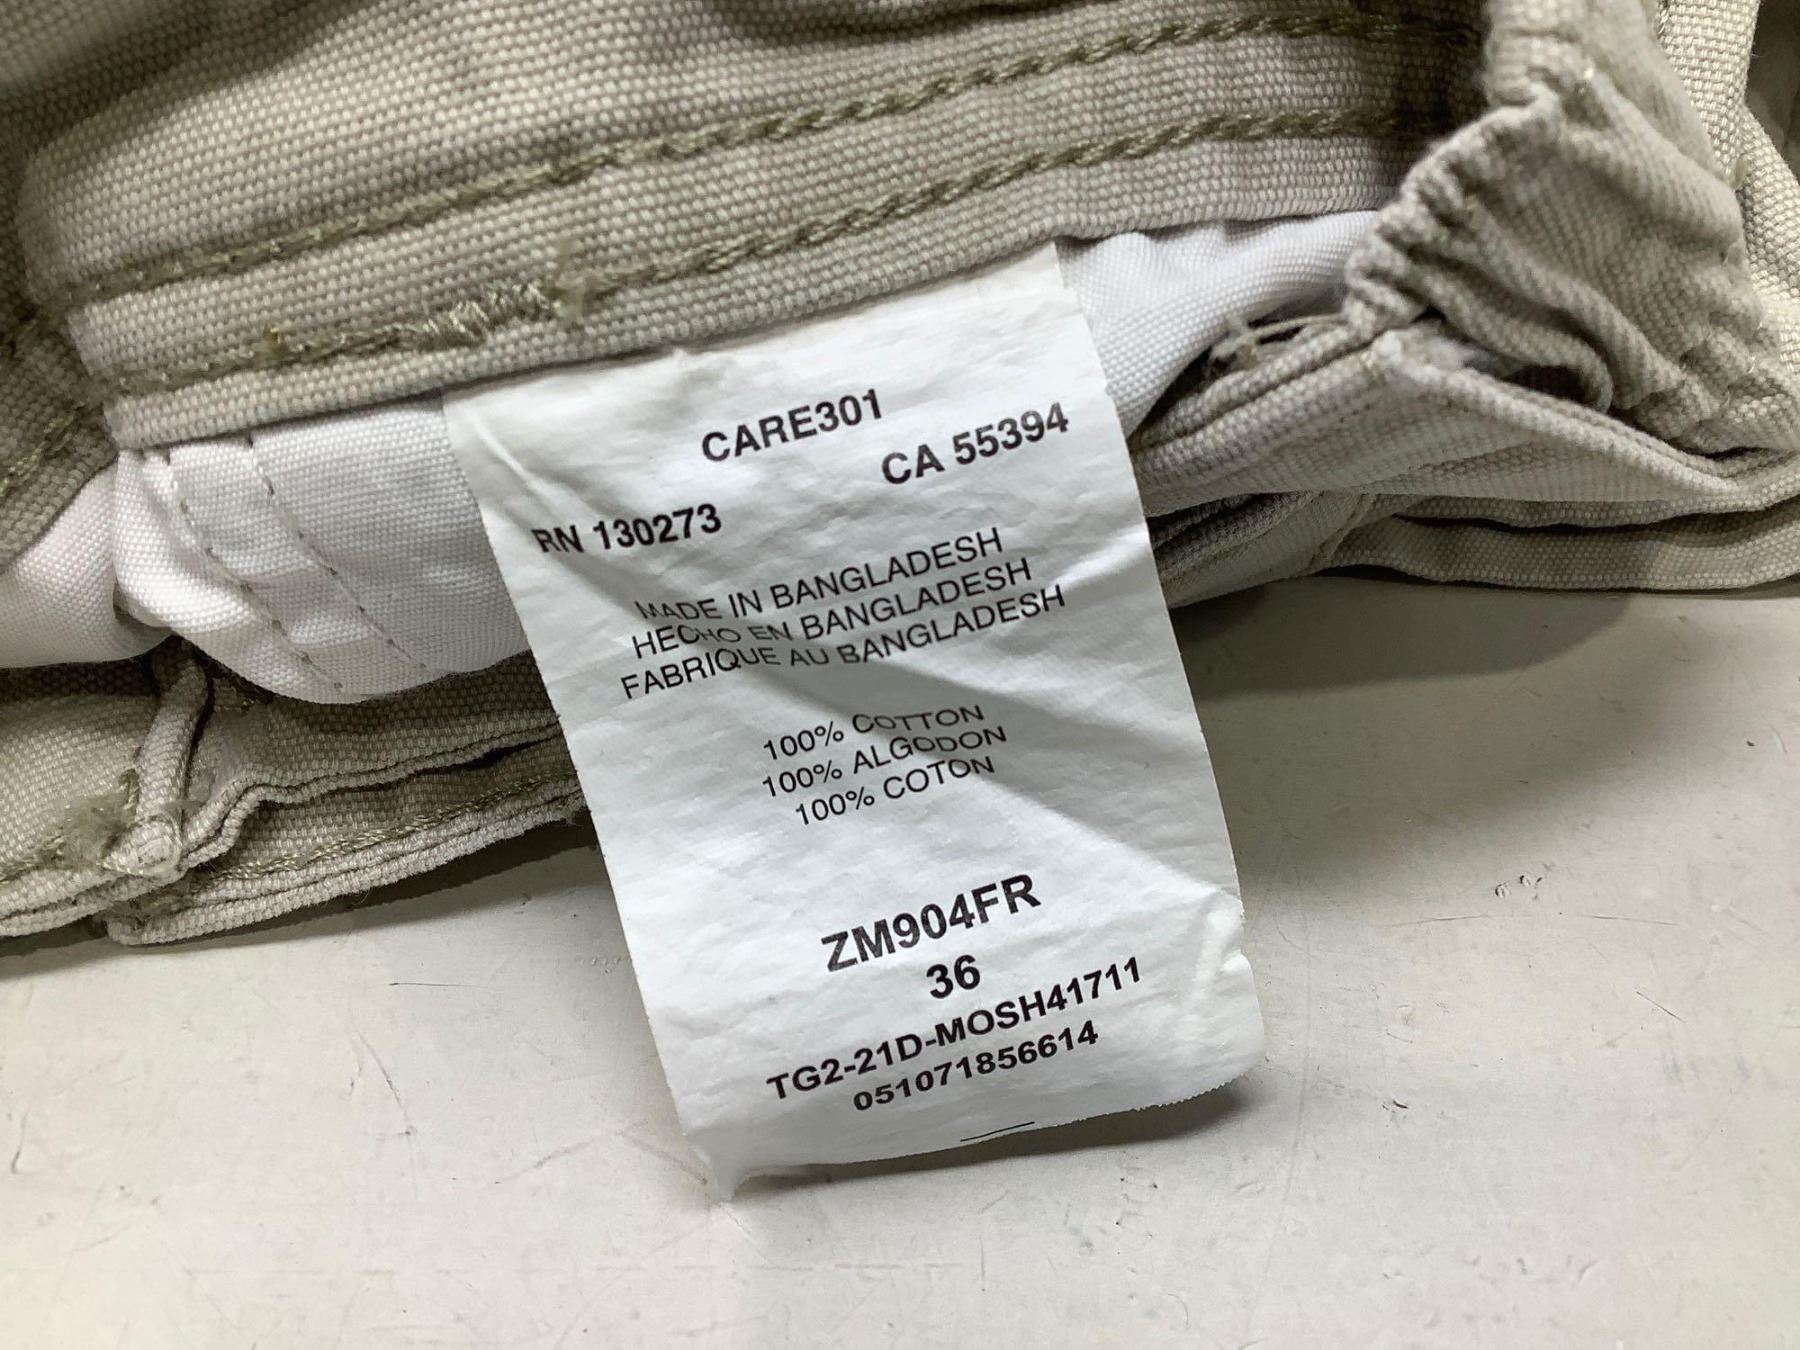 CARE301
CA 55394
RN 130273
MADE IN BANGLADESH
HECHO EN BANGLADESH
FABRIQUE AU BANGLADESH
100% COTTON
100% ALGODON
100% COTON
ZM904FR
36
TG2-21D-MOSH41711
051071856614